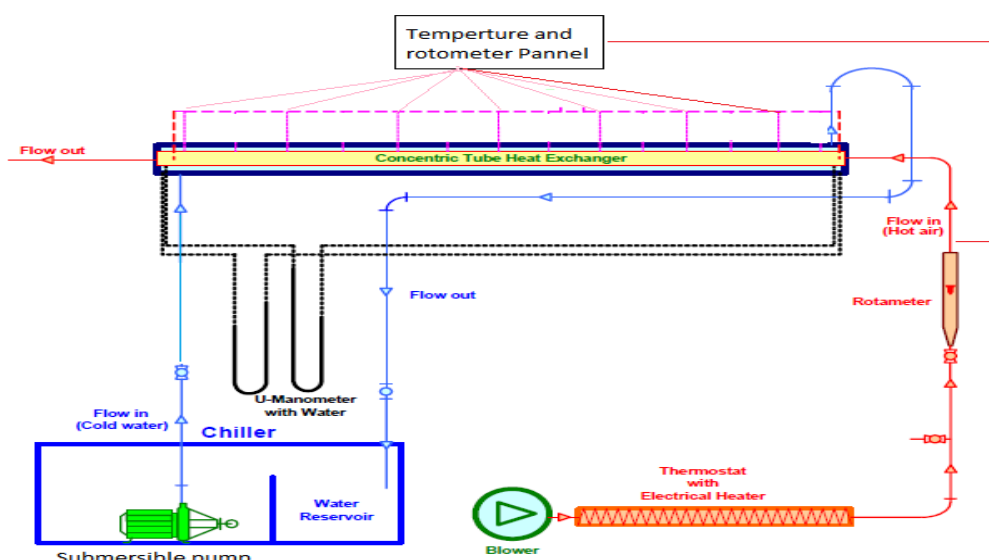 Temperture and
rotometer Pannel
Flow out
Concentric Tube Heat Exchanger
Flow in
(Hot air)
Flow out
Rotameter
U-Manometer
with Water
Flow in
(Cold water)
Chiller
Thermostat
with
Electrical Heater
Water
Reservoir
Blower
Submersible pump